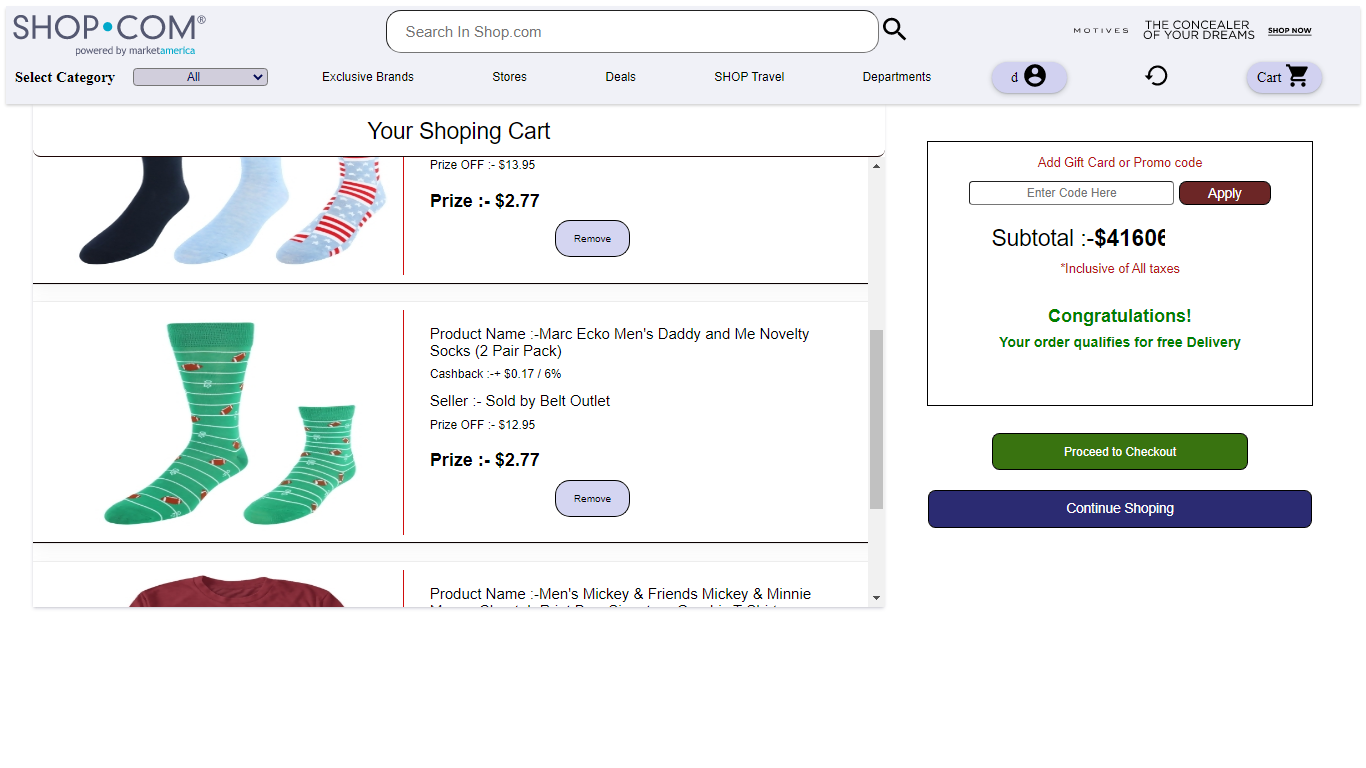 SHOP•COM®
powered by marketamerica
Search In Shop.com
MOTIVES
THE CONCEALER
OF YOUR DREAMS
SHOP NOW
Select Category
All
Exclusive Brands
Stores
Deals
SHOP Travel
Departments
d
Cart
Your Shoping Cart
Prize OFF :- $13.95
Prize :- $2.77
Remove
Product Name :-Marc Ecko Men's Daddy and Me Novelty
Socks (2 Pair Pack)
Cashback :-+ $0.17 / 6%
Seller :- Sold by Belt Outlet
Prize OFF :- $12.95
Prize :- $2.77
Remove
Product Name :-Men's Mickey & Friends Mickey & Minnie
Add Gift Card or Promo code
Enter Code Here
Apply
Subtotal :-$41606
*Inclusive of All taxes
Congratulations!
Your order qualifies for free Delivery
Proceed to Checkout
Continue Shoping